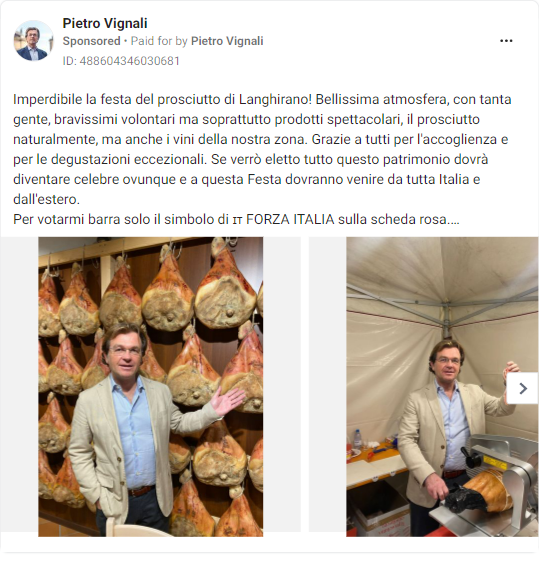 Pietro Vignali
Sponsored • Paid for by Pietro Vignali
ID: 488604346030681
Imperdibile la festa del prosciutto di Langhirano! Bellissima atmosfera, con tanta
gente, bravissimi volontari ma soprattutto prodotti spettacolari, il prosciutto
naturalmente, ma anche i vini della nostra zona. Grazie a tutti per l'accoglienza e
per le degustazioni eccezionali. Se verrò eletto tutto questo patrimonio dovrà
diventare celebre ovunque e a questa Festa dovranno venire da tutta Italia e
dall'estero.
Per votarmi barra solo il simbolo di IT FORZA ITALIA sulla scheda rosa....